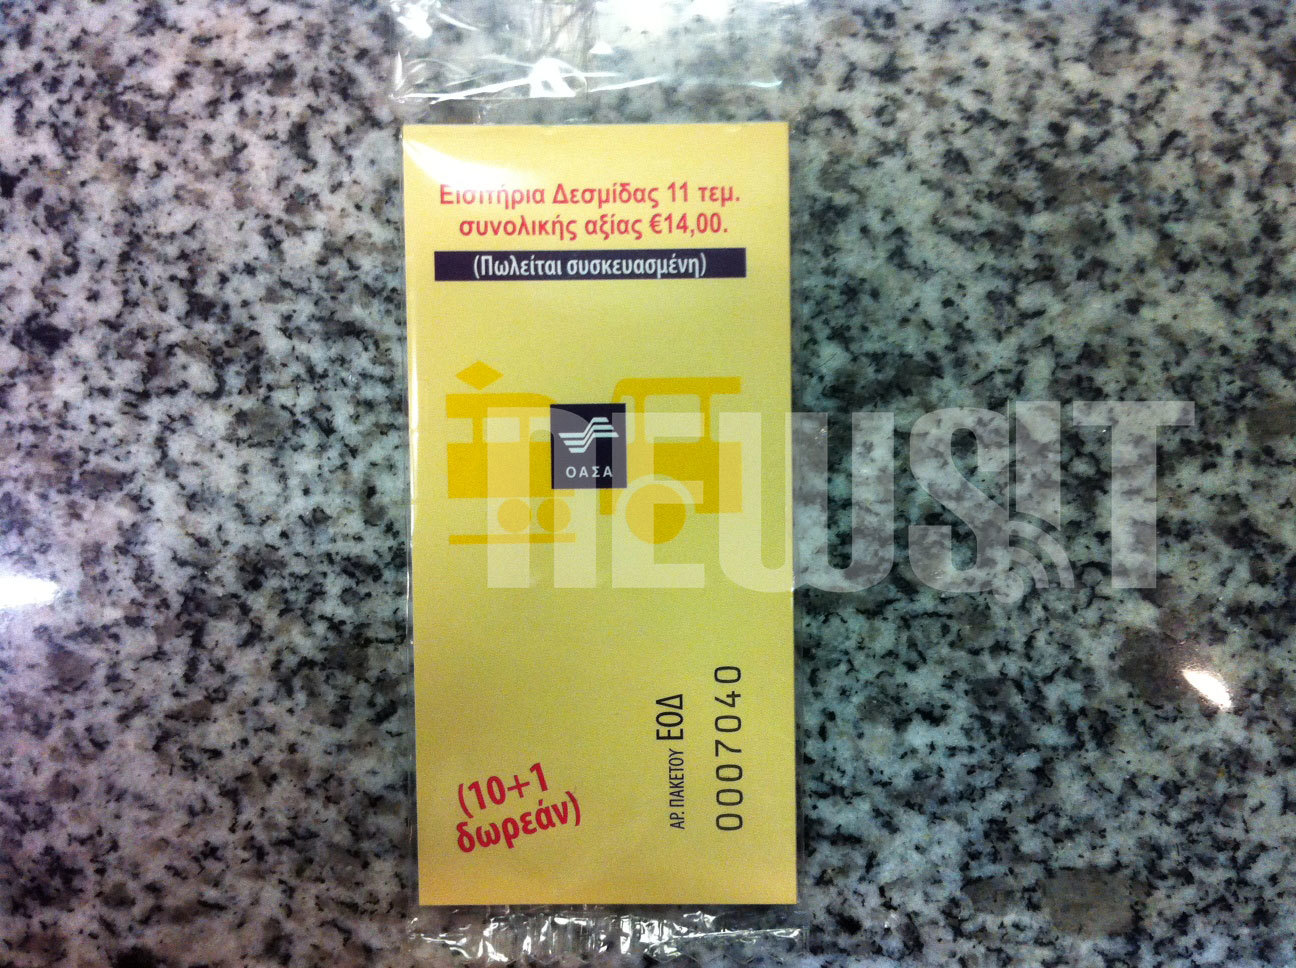 Εισιτήρια Δεσμίδας 11 τεμ.
συνολικής αξίας €14,00.
(Πωλείται συσκευασμένη)
ΟΑΣΑ
NEWSIT
ΑΡ. ΠΑΚΕΤΟΥ ΕΟΔ
0007040
(10+1
δωρεάν)